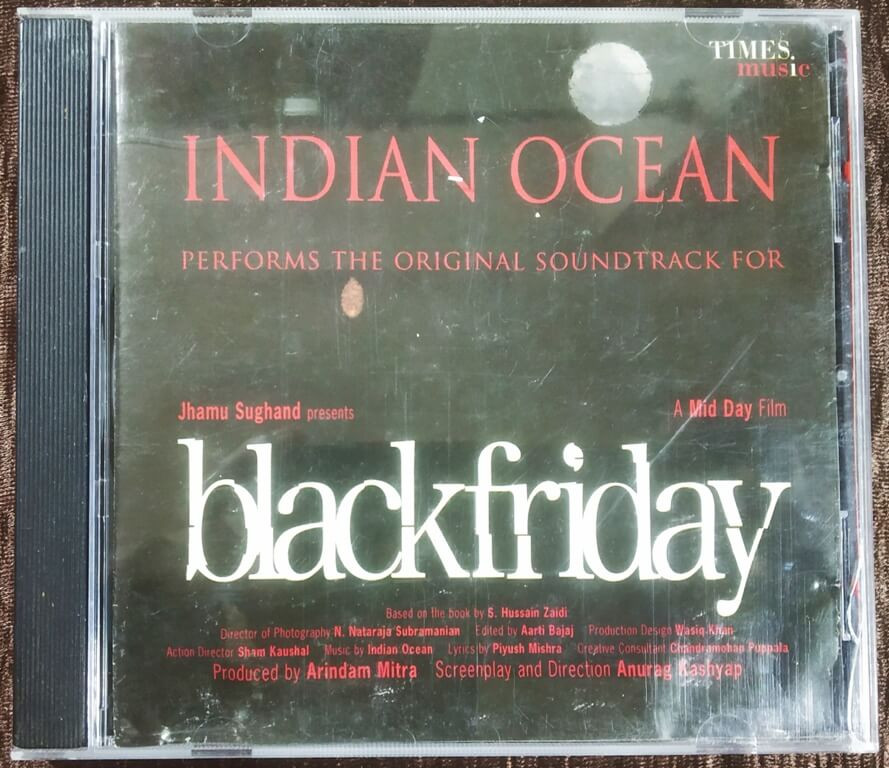 TIMES
music
INDIAN OCEAN
PERFORMS THE ORIGINAL SOUNDTRACK FOR
Jhamu Sughand presents A Mid Day Film
blackfriday
Based on the book by S. Hussain Zaidi
Director of Photography N. Nataraja Subramanian Edited by Aarti Bajaj Production Design Wasiq Khan
Action Director Sham Kaushal Music by Indian Ocean Lyrics by Piyush Mishra Creative Consultant Chandramohan Puppala
Produced by Arindam Mitra Screenplay and Direction Anurag Kashyap